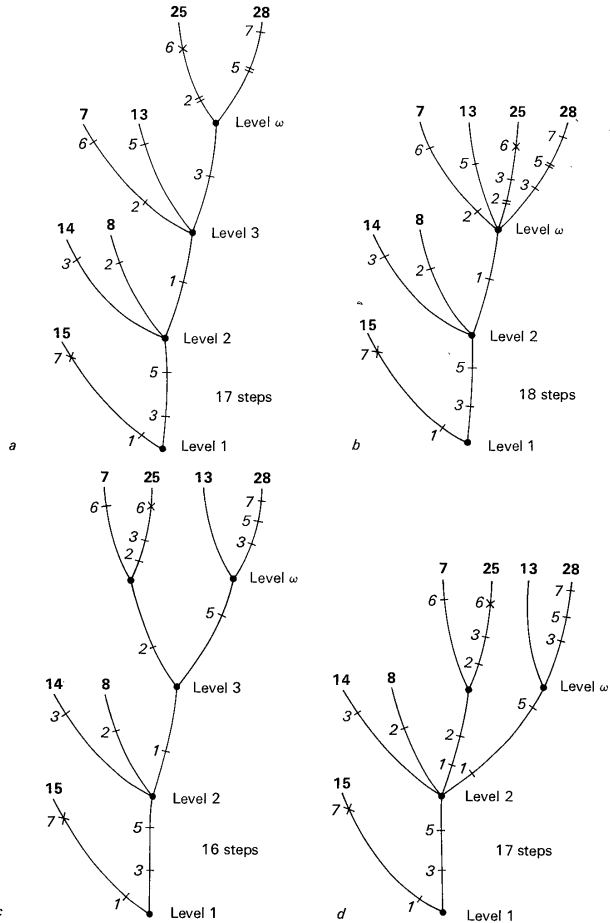 25 28
7
6
5
2
Level ω
7 13
6 5
3
2
Level 3
14 8
3 2
1
Level 2
15
7
5
17 steps
3
1
Level 1
a
7 13 25 28
6 7
6 5 5
3 3
2 2
Level ω
14 8
3 2
1
Level 2
15
7
5
18 steps
3
1
Level 1
b
7 25 13 28
6 6 7
5
3 3
2
Level ω
5
2
Level 3
14 8
3 2
1
Level 2
15
7
5
16 steps
3
1
Level 1
c
7 25 13 28
6 6 7
5
3 3
2
Level ω
14 8
5
3 2
2
1 1
Level 2
15
7
5
17 steps
3
1
Level 1
d